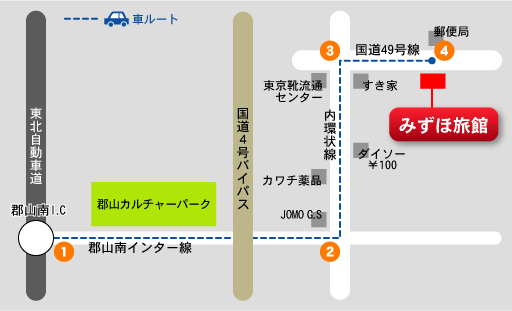 車ルート
郵便局
3
国道49号線
4
東京靴流通
センター
すき家
みずほ旅館
東北自動車道
国道4号バイパス
内環状線
ダイソー
￥100
カワチ薬品
郡山カルチャーパーク
郡山南I.C
JOMO G.S
1
郡山南インター線
2